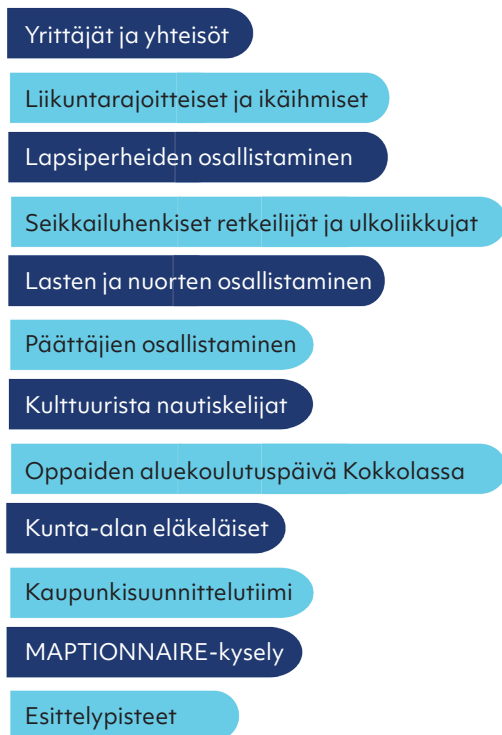 Yrittäjät ja yhteisöt
Liikuntarajoitteiset ja ikäihmiset
Lapsiperheiden osallistaminen
Seikkailuhenkiset retkeilijät ja ulkoliikkujat
Lasten ja nuorten osallistaminen
Päättäjien osallistaminen
Kulttuurista nautiskelijat
Oppaiden aluekoulutuspäivä Kokkolassa
Kunta-alan eläkeläiset
Kaupunkisuunnittelutiimi
MAPTIONNAIRE-kysely
Esittelypisteet